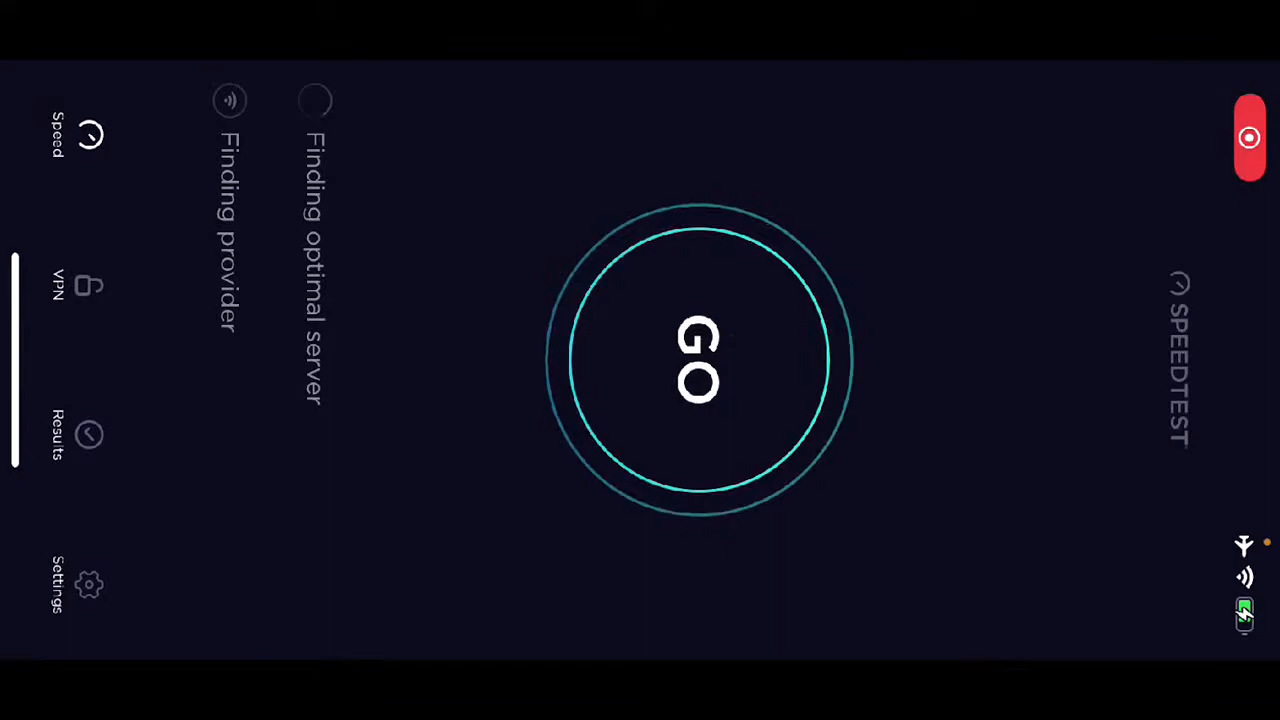 SPEEDTEST
GO
Finding optimal server
Finding provider
Speed
VPN
Results
Settings